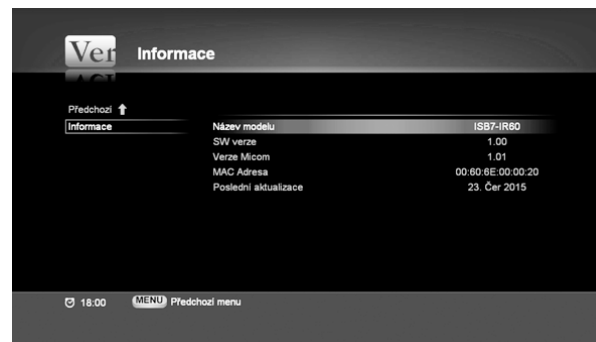 Ver
Informace
Předchozí
Informace
Název modelu ISB7-IR60
SW verze 1.00
Verze Micom 1.01
MAC Adresa 00:60:6E:00:00:20
Poslední aktualizace 23. Čer 2015
18:00 MENU Předchozí menu